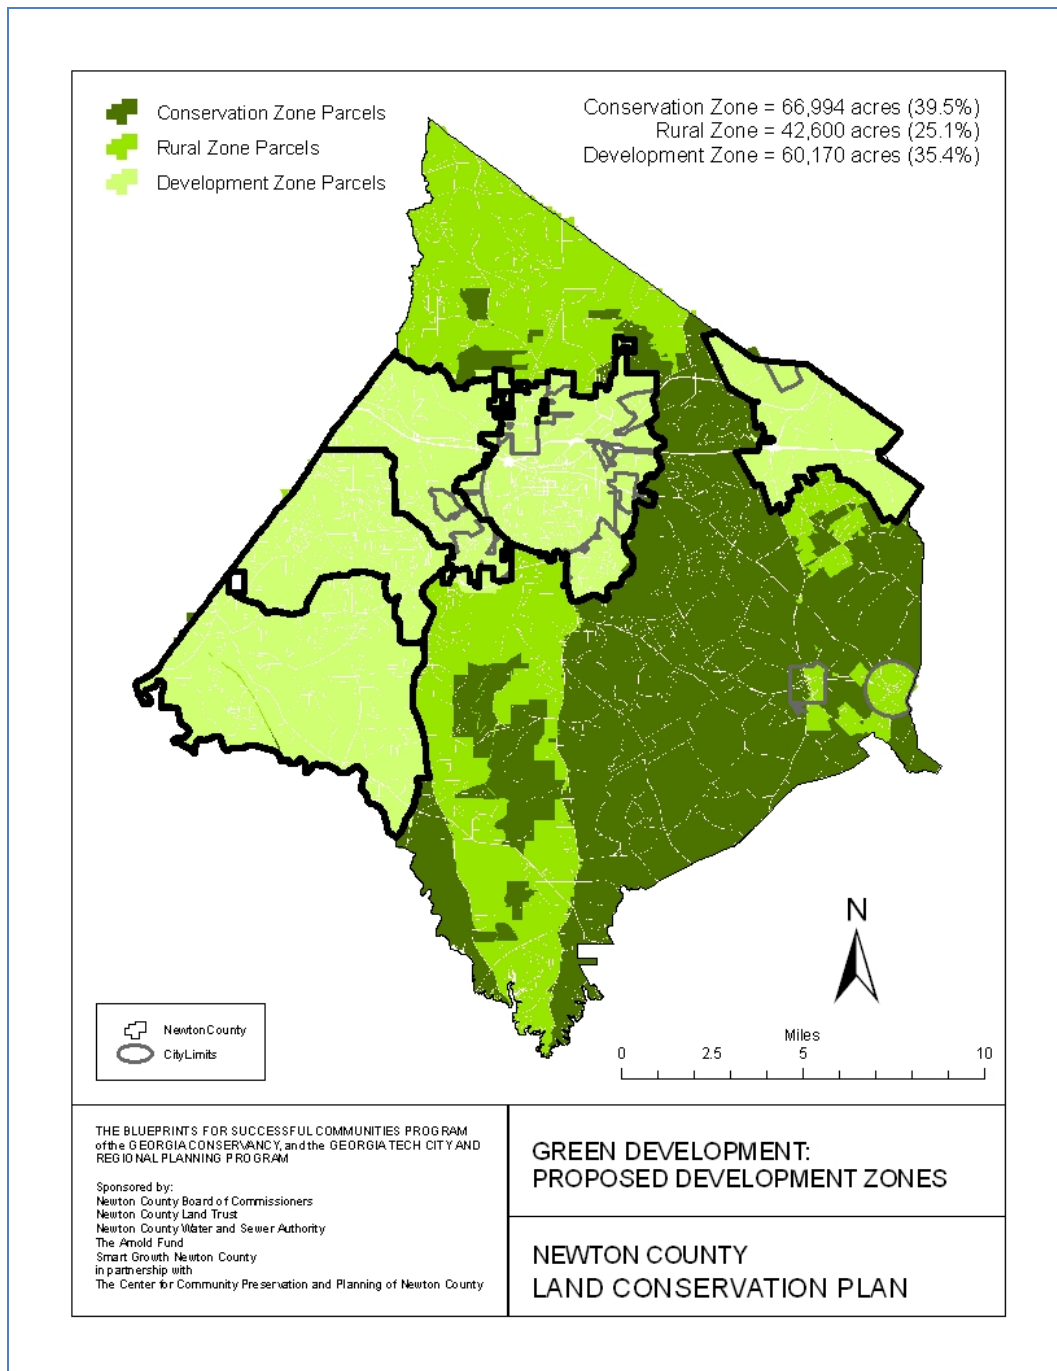 Conservation Zone Parcels
Rural Zone Parcels
Development Zone Parcels
Conservation Zone = 66,994 acres (39.5%)
Rural Zone = 42,600 acres (25.1%)
Development Zone = 60,170 acres (35.4%)
N
Miles
0 2.5 5 10
Newton County
City Limits
THE BLUEPRINTS FOR SUCCESSFUL COMMUNITIES PROGRAM
of the GEORGIA CONSERVANCY, and the GEORGIA TECH CITY AND
REGIONAL PLANNING PROGRAM
Sponsored by:
Newton County Board of Commissioners
Newton County Land Trust
Newton County Water and Sewer Authority
The Arnold Fund
Smart Growth Newton County
in partnership with
The Center for Community Preservation and Planning of Newton County
GREEN DEVELOPMENT:
PROPOSED DEVELOPMENT ZONES
NEWTON COUNTY
LAND CONSERVATION PLAN